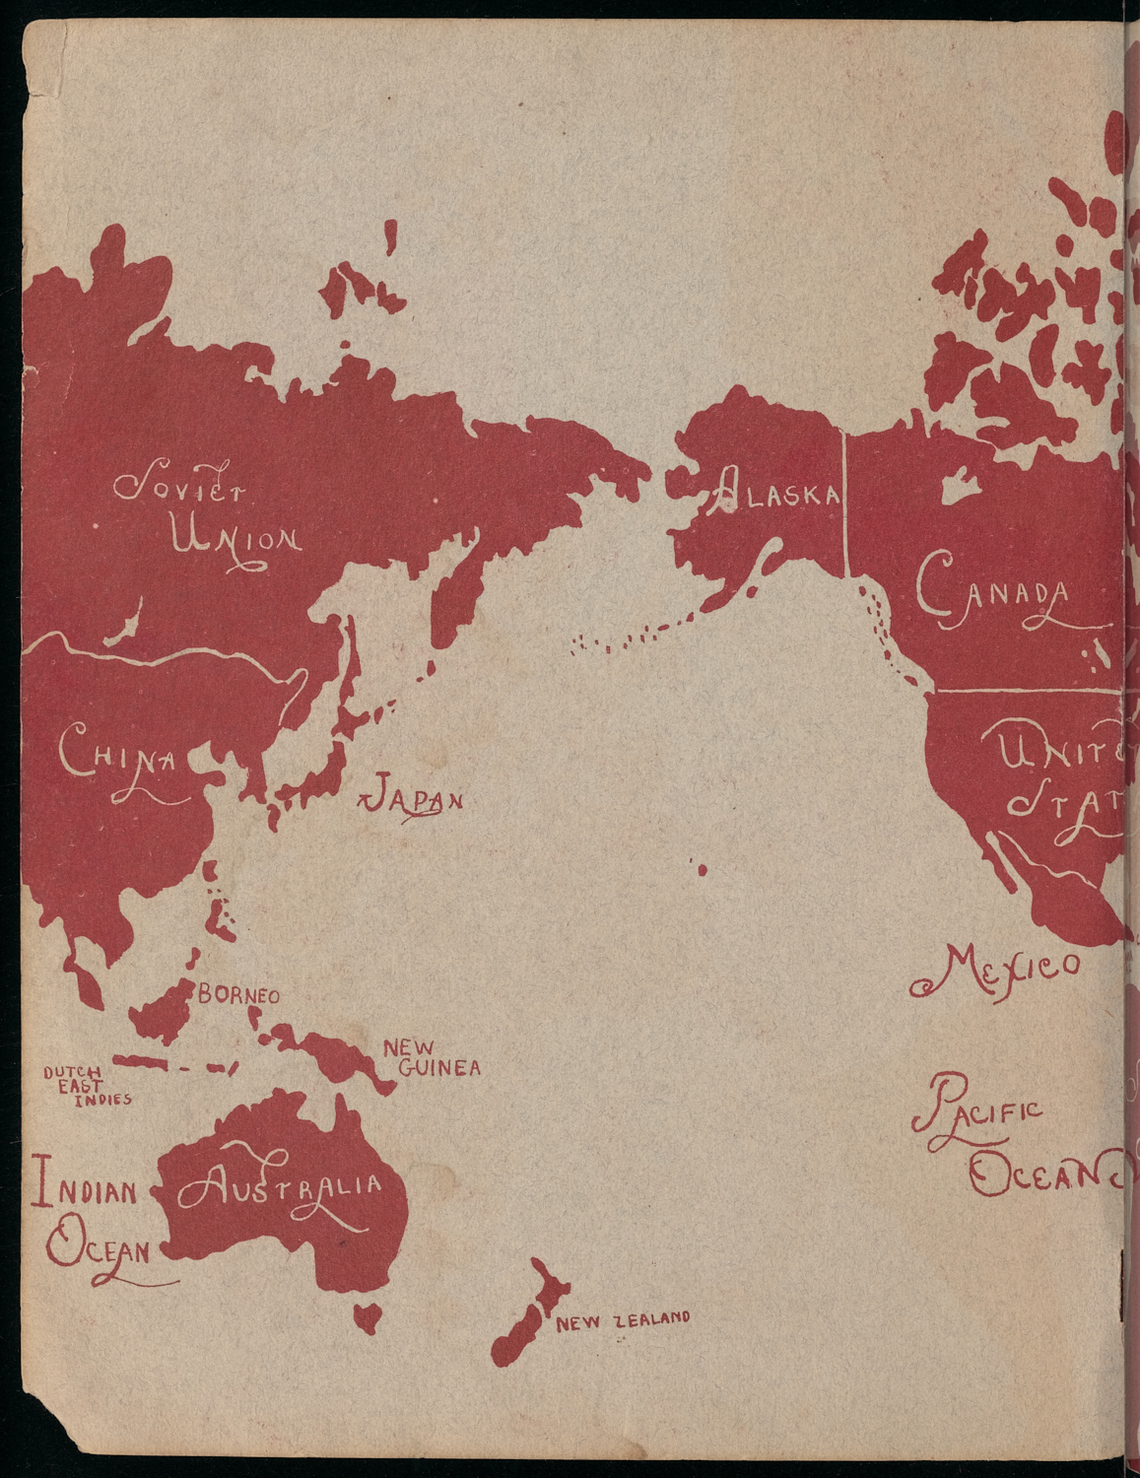 Soviet
Union
Alaska
Canada
China
Japan
Unite
Stat
Mexico
BORNEO
NEW
GUINEA
DUTCH
EAST
INDIES
Pacific
Ocean
Indian
Ocean
Australia
NEW ZEALAND